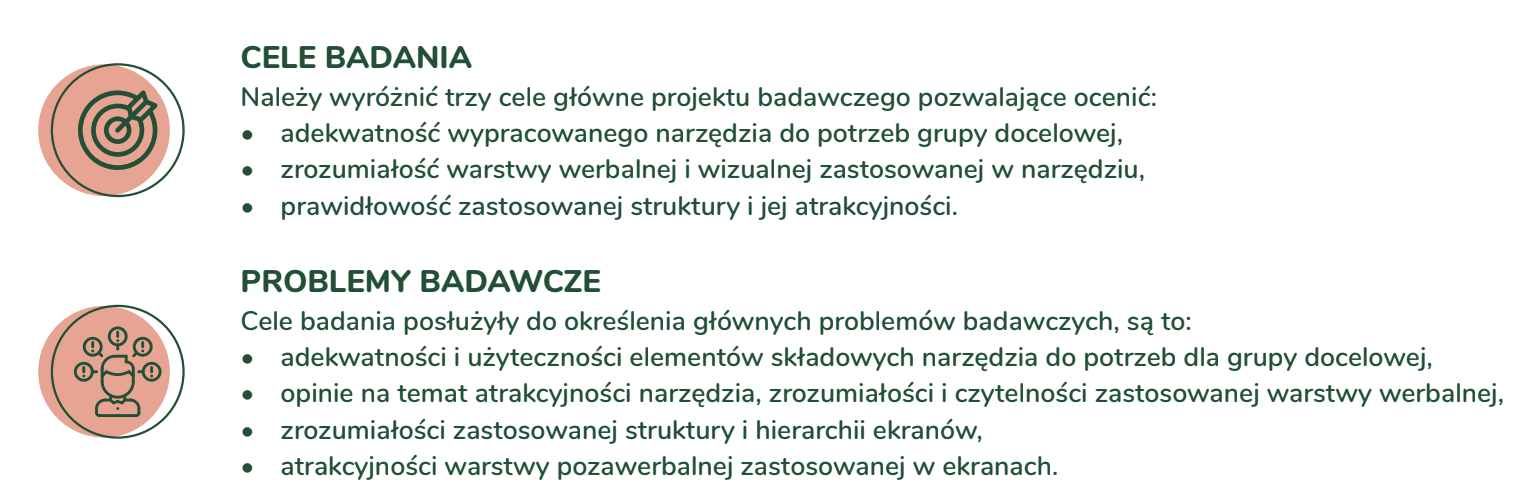 CELE BADANIA
Należy wyróżnić trzy cele główne projektu badawczego pozwalające ocenić:
• adekwatność wypracowanego narzędzia do potrzeb grupy docelowej,
• zrozumiałość warstwy werbalnej i wizualnej zastosowanej w narzędziu,
• prawidłowość zastosowanej struktury i jej atrakcyjności.
PROBLEMY BADAWCZE
Cele badania posłużyły do określenia głównych problemów badawczych, są to:
• adekwatności i użyteczności elementów składowych narzędzia do potrzeb dla grupy docelowej,
• opinie na temat atrakcyjności narzędzia, zrozumiałości i czytelności zastosowanej warstwy werbalnej,
• zrozumiałości zastosowanej struktury i hierarchii ekranów,
• atrakcyjności warstwy pozawerbalnej zastosowanej w ekranach.